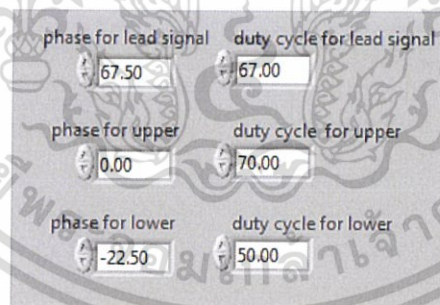 phase for lead signal duty cycle for lead signal
67.50 67.00
phase for upper duty cycle for upper
0.00 70.00
phase for lower duty cycle for lower
-22.50 50.00